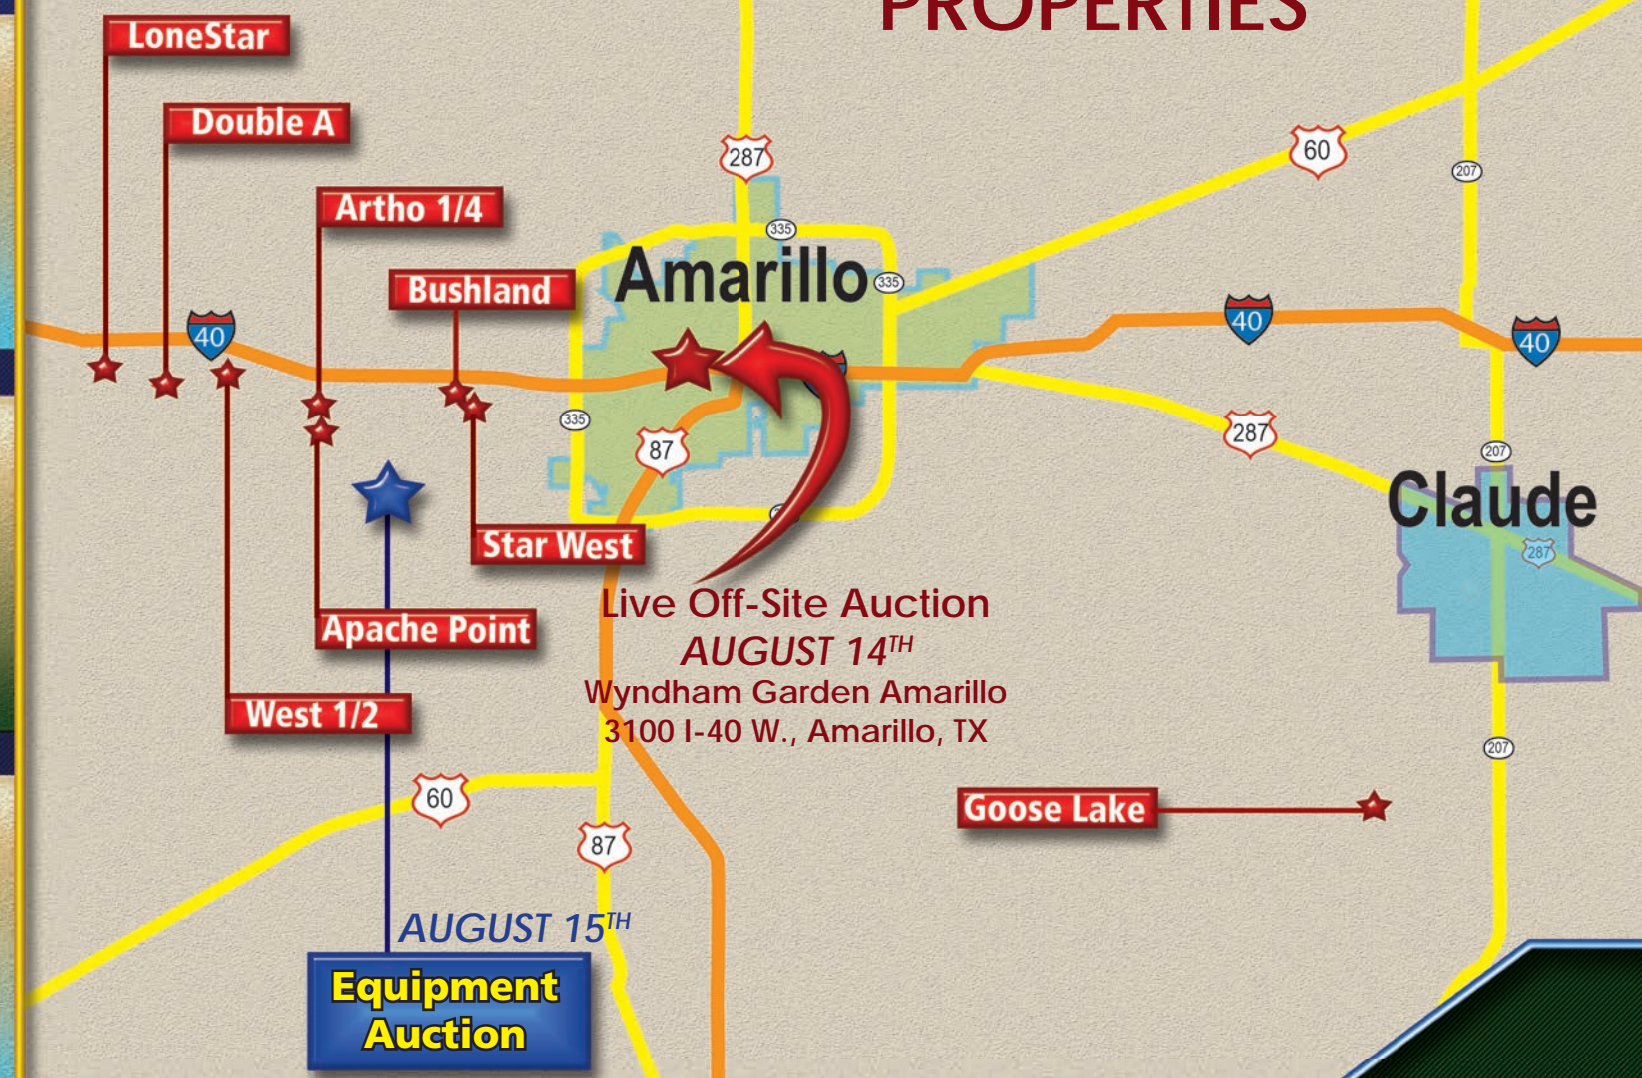 PROPERTIES
LoneStar
Double A
287
60
207
Artho 1/4
335
Amarillo
335
Bushland
40
40
40
335
87
287
207
Claude
287
Star West
Live Off-Site Auction
AUGUST 14TH
Wyndham Garden Amarillo
3100 I-40 W., Amarillo, TX
Apache Point
West 1/2
207
60
Goose Lake
87
AUGUST 15TH
Equipment
Auction